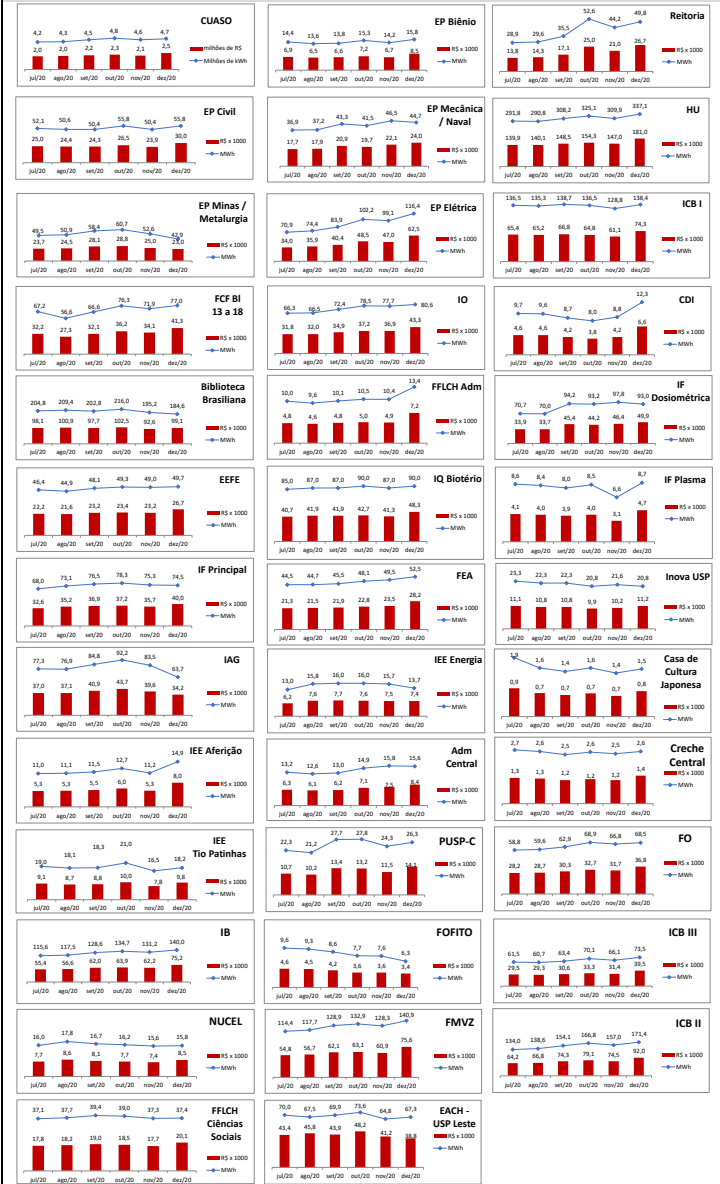 CUASO
4,2 4,3 4,5 4,8 4,6 4,7
2,0 2,0 2,2 2,3 2,1 2,5
milhões de R$
Milhões de kWh
jul/20 ago/20 set/20 out/20 nov/20 dez/20
EP Biênio
14,4 13,6 13,8 15,3 14,2 15,8
6,9 6,5 6,6 7,2 6,7 8,5
R$ x 1000
MWh
jul/20 ago/20 set/20 out/20 nov/20 dez/20
Reitoria
28,9 29,6 35,5 52,6 44,2 49,8
13,8 14,3 17,1 25,0 21,0 26,7
R$ x 1000
MWh
jul/20 ago/20 set/20 out/20 nov/20 dez/20
EP Civil
52,1 50,6 50,4 55,8 50,4 55,8
25,0 24,4 24,3 26,5 23,9 30,0
R$ x 1000
MWh
jul/20 ago/20 set/20 out/20 nov/20 dez/20
EP Mecânica
/ Naval
36,9 37,2 43,3 41,5 46,5 44,7
17,7 17,9 20,9 19,7 22,1 24,0
R$ x 1000
MWh
jul/20 ago/20 set/20 out/20 nov/20 dez/20
HU
291,8 290,8 308,2 325,1 309,9 337,1
139,9 140,1 148,5 154,3 147,0 181,0
R$ x 1000
MWh
jul/20 ago/20 set/20 out/20 nov/20 dez/20
EP Minas /
Metalurgia
49,5 50,9 58,4 60,7 52,6 42,9
23,7 24,5 28,1 28,8 25,0 23,0
R$ x 1000
MWh
jul/20 ago/20 set/20 out/20 nov/20 dez/20
EP Elétrica
70,9 74,4 83,9 102,2 99,1 116,4
34,0 35,9 40,4 48,5 47,0 62,5
R$ x 1000
MWh
jul/20 ago/20 set/20 out/20 nov/20 dez/20
ICB I
136,5 135,3 138,7 136,5 128,8 138,4
65,4 65,2 66,8 64,8 61,1 74,3
R$ x 1000
MWh
jul/20 ago/20 set/20 out/20 nov/20 dez/20
FCF Bl
13 a 18
67,2 56,6 66,6 76,3 71,9 77,0
32,2 27,3 32,1 36,2 34,1 41,3
R$ x 1000
MWh
jul/20 ago/20 set/20 out/20 nov/20 dez/20
IO
66,3 66,5 72,4 78,5 77,7 80,6
31,8 32,0 34,9 37,2 36,9 43,3
R$ x 1000
MWh
jul/20 ago/20 set/20 out/20 nov/20 dez/20
CDI
9,7 9,6 8,7 8,0 8,8 12,3
4,6 4,6 4,2 3,8 4,2 6,6
R$ x 1000
MWh
jul/20 ago/20 set/20 out/20 nov/20 dez/20
Biblioteca
Brasiliana
204,8 209,4 202,8 216,0 195,2 184,6
98,1 100,9 97,7 102,5 92,6 99,1
R$ x 1000
MWh
jul/20 ago/20 set/20 out/20 nov/20 dez/20
FFLCH Adm
10,0 9,6 10,1 10,5 10,4 13,4
4,8 4,6 4,8 5,0 4,9 7,2
R$ x 1000
MWh
jul/20 ago/20 set/20 out/20 nov/20 dez/20
IF
Dosiométrica
70,7 70,0 94,2 93,2 97,8 93,0
33,9 33,7 45,4 44,2 46,4 49,9
R$ x 1000
MWh
jul/20 ago/20 set/20 out/20 nov/20 dez/20
EEFE
46,4 44,9 48,1 49,3 49,0 49,7
22,2 21,6 23,2 23,4 23,2 26,7
R$ x 1000
MWh
jul/20 ago/20 set/20 out/20 nov/20 dez/20
IQ Biotério
85,0 87,0 87,0 90,0 87,0 90,0
40,7 41,9 41,9 42,7 41,3 48,3
R$ x 1000
MWh
jul/20 ago/20 set/20 out/20 nov/20 dez/20
IF Plasma
8,6 8,4 8,0 8,5 6,6 8,7
4,1 4,0 3,9 4,0 3,1 4,7
R$ x 1000
MWh
jul/20 ago/20 set/20 out/20 nov/20 dez/20
IF Principal
68,0 73,1 76,5 78,3 75,3 74,5
32,6 35,2 36,9 37,2 35,7 40,0
R$ x 1000
MWh
jul/20 ago/20 set/20 out/20 nov/20 dez/20
FEA
44,5 44,7 45,5 48,1 49,5 52,5
21,3 21,5 21,9 22,8 23,5 28,2
R$ x 1000
MWh
jul/20 ago/20 set/20 out/20 nov/20 dez/20
Inova USP
23,3 22,3 22,3 20,8 21,6 20,8
11,1 10,8 10,8 9,9 10,2 11,2
R$ x 1000
MWh
jul/20 ago/20 set/20 out/20 nov/20 dez/20
IAG
77,3 76,9 84,8 92,2 83,5 63,7
37,0 37,1 40,9 43,7 39,6 34,2
R$ x 1000
MWh
jul/20 ago/20 set/20 out/20 nov/20 dez/20
IEE Energia
13,0 15,8 16,0 16,0 15,7 13,7
6,2 7,6 7,7 7,6 7,5 7,4
R$ x 1000
MWh
jul/20 ago/20 set/20 out/20 nov/20 dez/20
Casa de
Cultura
Japonesa
1,9 1,6 1,4 1,6 1,4 1,5
0,9 0,7 0,7 0,7 0,7 0,8
R$ x 1000
MWh
jul/20 ago/20 set/20 out/20 nov/20 dez/20
IEE Aferição
11,0 11,1 11,5 12,7 11,2 14,9
5,3 5,3 5,5 6,0 5,3 8,0
R$ x 1000
MWh
jul/20 ago/20 set/20 out/20 nov/20 dez/20
Adm
Central
13,2 12,6 13,0 14,9 15,8 15,6
6,3 6,1 6,2 7,1 7,5 8,4
R$ x 1000
MWh
jul/20 ago/20 set/20 out/20 nov/20 dez/20
Creche
Central
2,7 2,6 2,5 2,6 2,5 2,6
1,3 1,3 1,2 1,2 1,2 1,4
R$ x 1000
MWh
jul/20 ago/20 set/20 out/20 nov/20 dez/20
IEE
Tio Patinhas
19,0 18,1 18,3 21,0 16,5 18,2
9,1 8,7 8,8 10,0 7,8 9,8
R$ x 1000
MWh
jul/20 ago/20 set/20 out/20 nov/20 dez/20
PUSP-C
22,3 21,2 27,7 27,8 24,3 26,3
10,7 10,2 13,4 13,2 11,5 14,1
R$ x 1000
MWh
jul/20 ago/20 set/20 out/20 nov/20 dez/20
FO
58,8 59,6 62,9 68,9 66,8 68,5
28,2 28,7 30,3 32,7 31,7 36,8
R$ x 1000
MWh
jul/20 ago/20 set/20 out/20 nov/20 dez/20
IB
115,6 117,5 128,6 134,7 131,2 140,0
55,4 56,6 62,0 63,9 62,2 75,2
R$ x 1000
MWh
jul/20 ago/20 set/20 out/20 nov/20 dez/20
FOFITO
9,6 9,3 8,6 7,7 7,6 6,3
4,6 4,5 4,2 3,6 3,6 3,4
R$ x 1000
MWh
jul/20 ago/20 set/20 out/20 nov/20 dez/20
ICB III
61,5 60,7 63,4 70,1 66,1 73,5
29,5 29,3 30,6 33,3 31,4 39,5
R$ x 1000
MWh
jul/20 ago/20 set/20 out/20 nov/20 dez/20
NUCEL
16,0 17,8 16,7 16,2 15,6 15,8
7,7 8,6 8,1 7,7 7,4 8,5
R$ x 1000
MWh
jul/20 ago/20 set/20 out/20 nov/20 dez/20
FMVZ
114,4 117,7 128,9 132,9 128,3 140,9
54,8 56,7 62,1 63,1 60,9 75,6
R$ x 1000
MWh
jul/20 ago/20 set/20 out/20 nov/20 dez/20
ICB II
134,0 138,6 154,1 166,8 157,0 171,4
64,2 66,8 74,3 79,1 74,5 92,0
R$ x 1000
MWh
jul/20 ago/20 set/20 out/20 nov/20 dez/20
FFLCH
Ciências
Sociais
37,1 37,7 39,4 39,0 37,3 37,4
17,8 18,2 19,0 18,5 17,7 20,1
R$ x 1000
MWh
jul/20 ago/20 set/20 out/20 nov/20 dez/20
EACH -
USP Leste
70,0 67,5 69,9 73,6 64,8 67,3
43,4 45,8 43,9 48,2 41,2 38,8
R$ x 1000
MWh
jul/20 ago/20 set/20 out/20 nov/20 dez/20